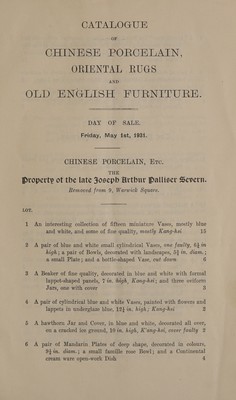 CATALOGUE
OF
CHINESE PORCELAIN,
ORIENTAL RUGS
AND
OLD ENGLISH FURNITURE.
DAY OF SALE.
Friday, May 1st, 1931.
CHINESE PORCELAIN, Etc.
THE
Property of the late Joseph Arthur Palliser Severn.
Removed from 9, Warwick Square.
LOT.
1 An interesting collection of fifteen miniature Vases, mostly blue
and white, and some of fine quality, mostly Kang-hsi 15
2 A pair of blue and white small cylindrical Vases, one faulty, 6½ in
high; a pair of Bowls, decorated with landscapes, 5½ in. diam.;
a small Plate; and a bottle-shaped Vase, cut down 6
3 A Beaker of fine quality, decorated in blue and white with formal
lappet-shaped panels, 7 in. high, Kang-hsi; and three oviform
Jars, one with cover 5
4 A pair of cylindrical blue and white Vases, painted with flowers and
lappets in underglaze blue, 12½ in. high, Kang-hsi 2
5 A hawthorn Jar and Cover, in blue and white, decorated all over,
on a cracked ice ground, 10 in. high, K'ang-hsi, cover faulty 2
6 A pair of Mandarin Plates of deep shape, decorated in colours,
9½ in. diam.; a small famille rose Bowl; and a Continental
cream ware open-work Dish 4